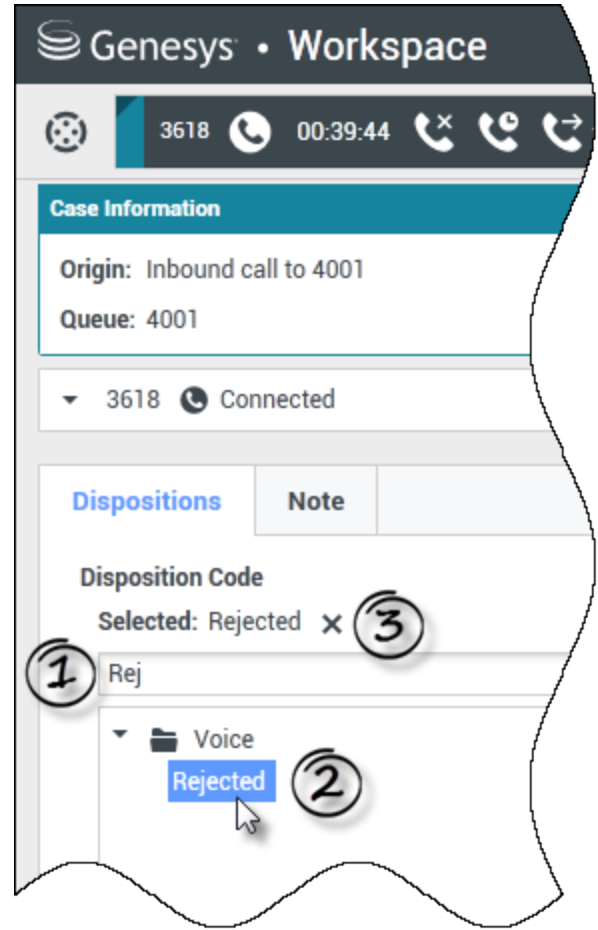 Genesys • Workspace
3618 00:39:44
Case Information
Origin: Inbound call to 4001
Queue: 4001
3618 Connected
Dispositions Note
Disposition Code
Selected: Rejected × 3
1 Rej
Voice
Rejected 2